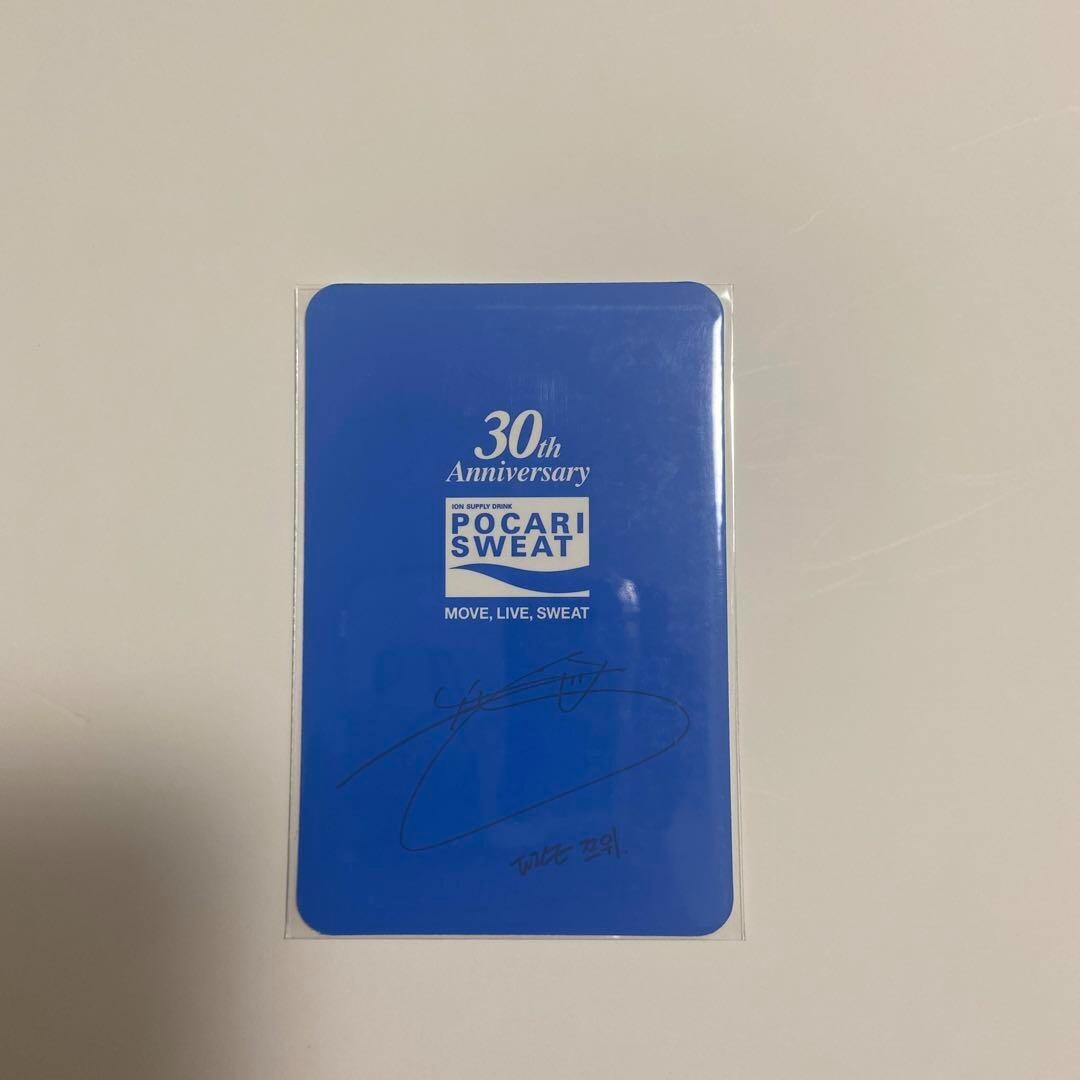 30th
Anniversary
ION SUPPLY DRINK
POCARI
SWEAT
MOVE, LIVE, SWEAT
TWICE 쯔위.